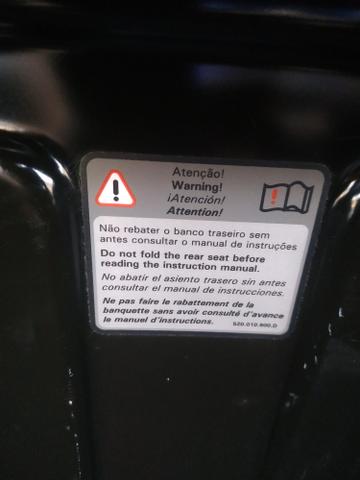 Atenção!
Warning!
¡Atención!
Attention!
Não rebater o banco traseiro sem
antes consultar o manual de instruções
Do not fold the rear seat before
reading the instruction manual.
No abatir el asiento trasero sin antes
consultar el manual de instrucciones.
Ne pas faire le rabattement de la
banquette sans avoir consulté d'avance
le manuel d'instructions.
520.010.800.D